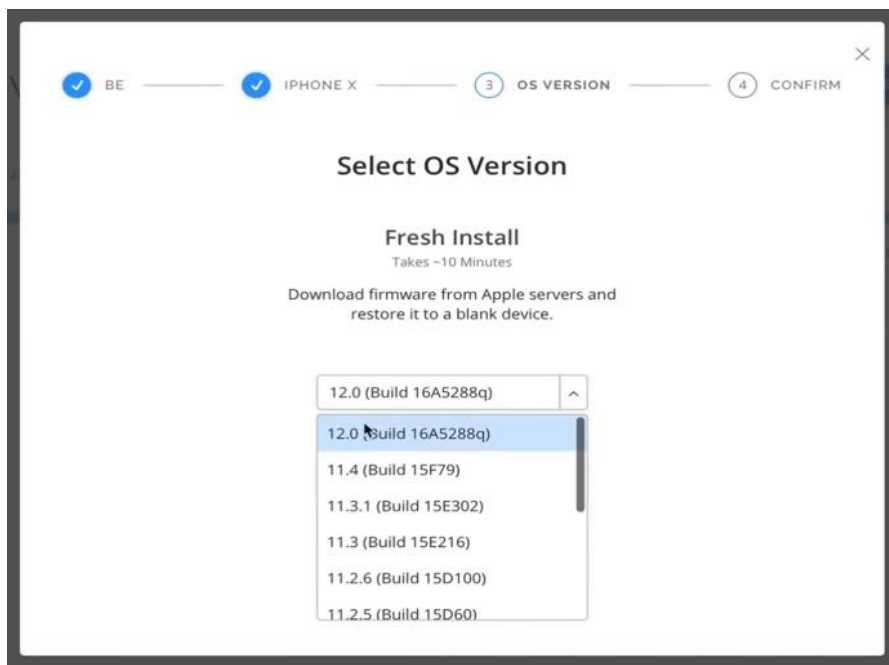 BE
IPHONE X
3
OS VERSION
4
CONFIRM
Select OS Version
Fresh Install
Takes ~10 Minutes
Download firmware from Apple servers and
restore it to a blank device.
12.0 (Build 16A5288q)
12.0 (Build 16A5288q)
11.4 (Build 15F79)
11.3.1 (Build 15E302)
11.3 (Build 15E216)
11.2.6 (Build 15D100)
11.2.5 (Build 15D60)